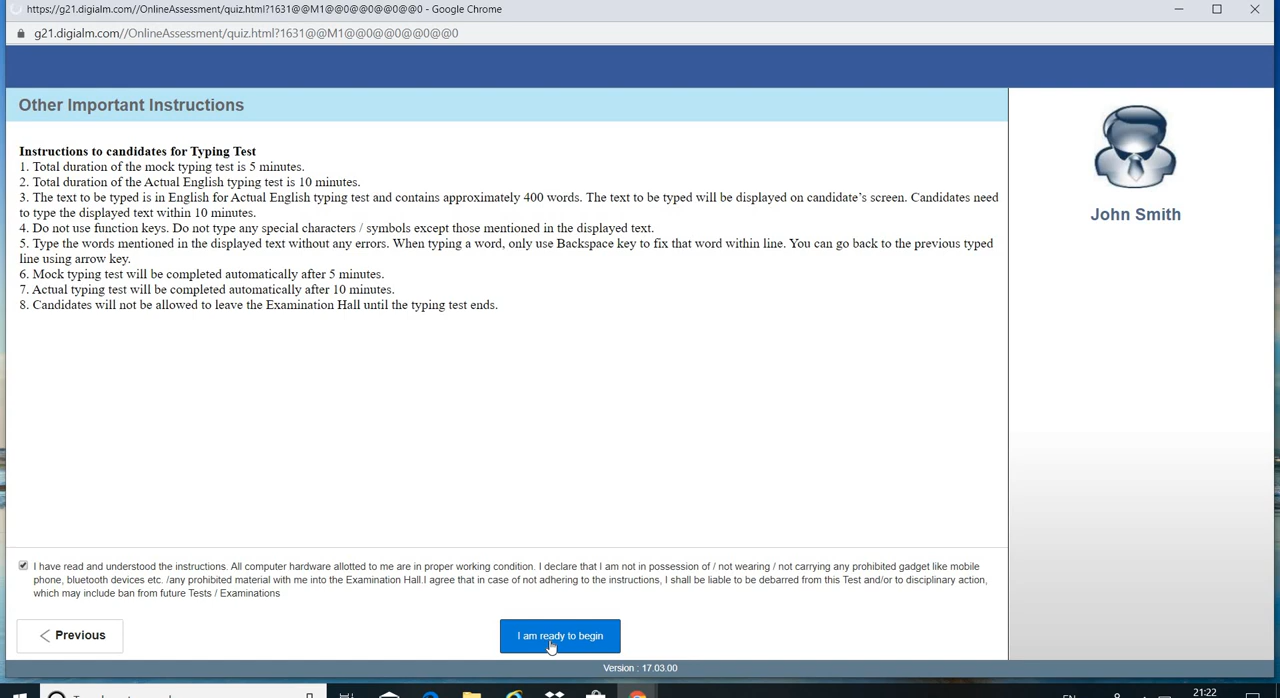 https://g21.digialm.com//OnlineAssessment/quiz.html?1631@@M1@@0@@0@@0@@0 - Google Chrome
g21.digialm.com//OnlineAssessment/quiz.html?1631@@M1@@0@@0@@0@@0
Other Important Instructions
Instructions to candidates for Typing Test
1. Total duration of the mock typing test is 5 minutes.
2. Total duration of the Actual English typing test is 10 minutes.
3. The text to be typed is in English for Actual English typing test and contains approximately 400 words. The text to be typed will be displayed on candidate’s screen. Candidates need
to type the displayed text within 10 minutes.
4. Do not use function keys. Do not type any special characters / symbols except those mentioned in the displayed text.
5. Type the words mentioned in the displayed text without any errors. When typing a word, only use Backspace key to fix that word within line. You can go back to the previous typed
line using arrow key.
6. Mock typing test will be completed automatically after 5 minutes.
7. Actual typing test will be completed automatically after 10 minutes.
8. Candidates will not be allowed to leave the Examination Hall until the typing test ends.
John Smith
I have read and understood the instructions. All computer hardware allotted to me are in proper working condition. I declare that I am not in possession of / not wearing / not carrying any prohibited gadget like mobile
phone, bluetooth devices etc. /any prohibited material with me into the Examination Hall.I agree that in case of not adhering to the instructions, I shall be liable to be debarred from this Test and/or to disciplinary action,
which may include ban from future Tests / Examinations
Previous
I am ready to begin
Version : 17.03.00
21:22